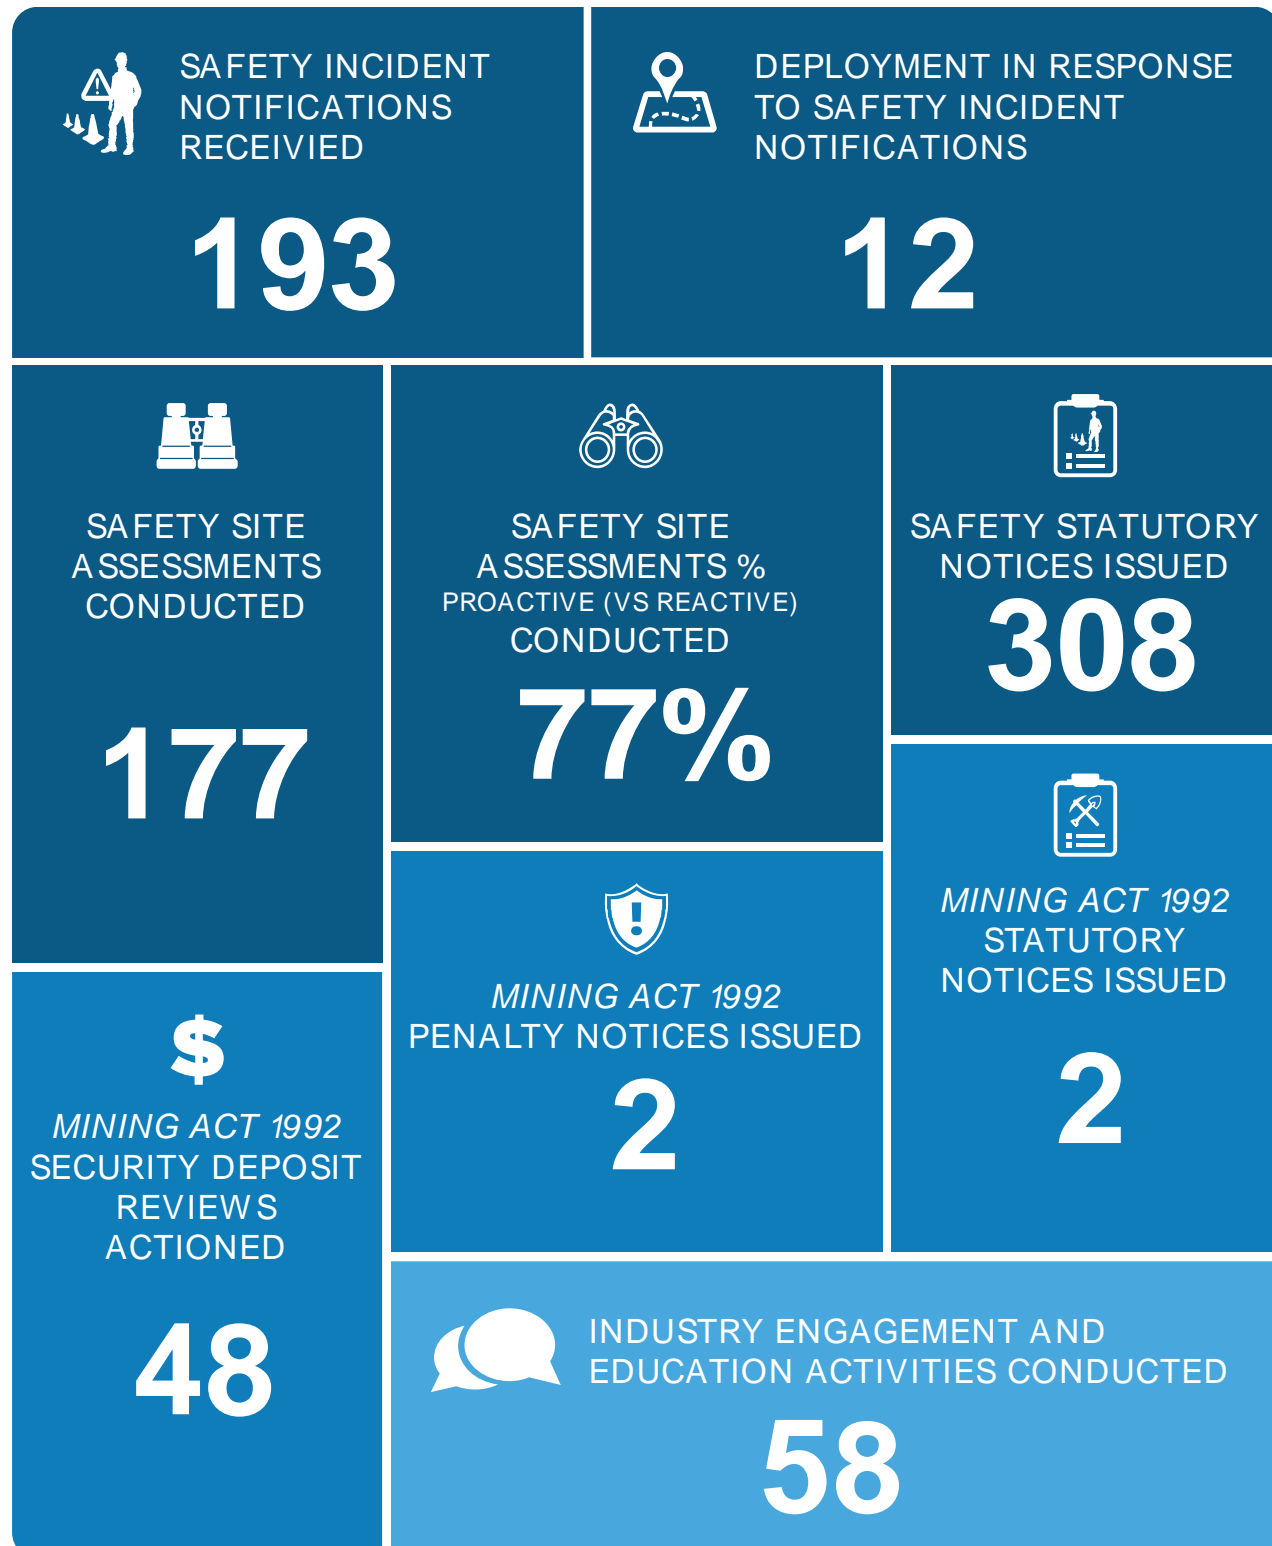 SAFETY INCIDENT
NOTIFICATIONS
RECEIVIED
193
DEPLOYMENT IN RESPONSE
TO SAFETY INCIDENT
NOTIFICATIONS
12
SAFETY SITE
ASSESSMENTS
CONDUCTED
177
SAFETY SITE
ASSESSMENTS %
PROACTIVE (VS REACTIVE)
CONDUCTED
77%
SAFETY STATUTORY
NOTICES ISSUED
308
MINING ACT 1992
STATUTORY
NOTICES ISSUED
2
MINING ACT 1992
PENALTY NOTICES ISSUED
2
$
MINING ACT 1992
SECURITY DEPOSIT
REVIEWS
ACTIONED
48
INDUSTRY ENGAGEMENT AND
EDUCATION ACTIVITIES CONDUCTED
58